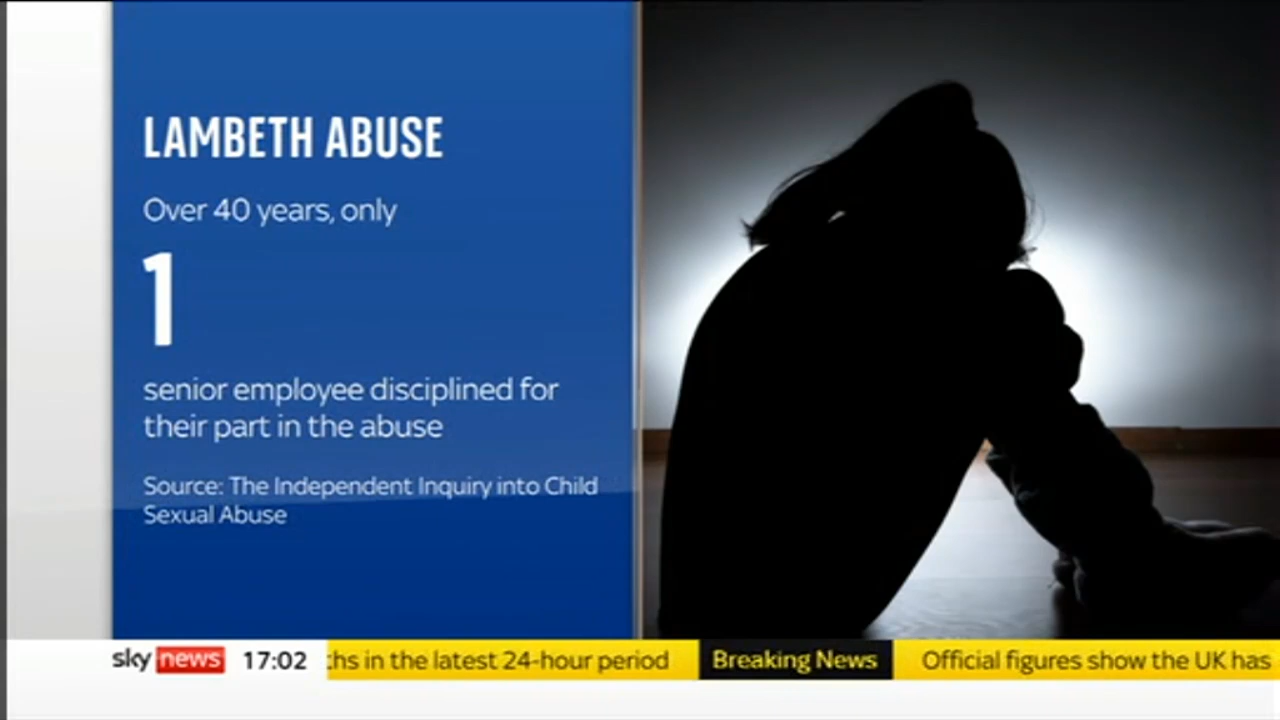 LAMBETH ABUSE
Over 40 years, only
1
senior employee disciplined for
their part in the abuse
Source: The Independent Inquiry into Child
Sexual Abuse
sky news 17:02 in the latest 24-hour period Breaking News Official figures show the UK has